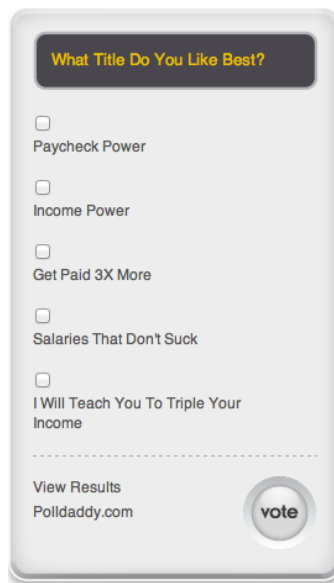 What Title Do You Like Best?
Paycheck Power
Income Power
Get Paid 3X More
Salaries That Don't Suck
I Will Teach You To Triple Your
Income
View Results
Polldaddy.com
vote